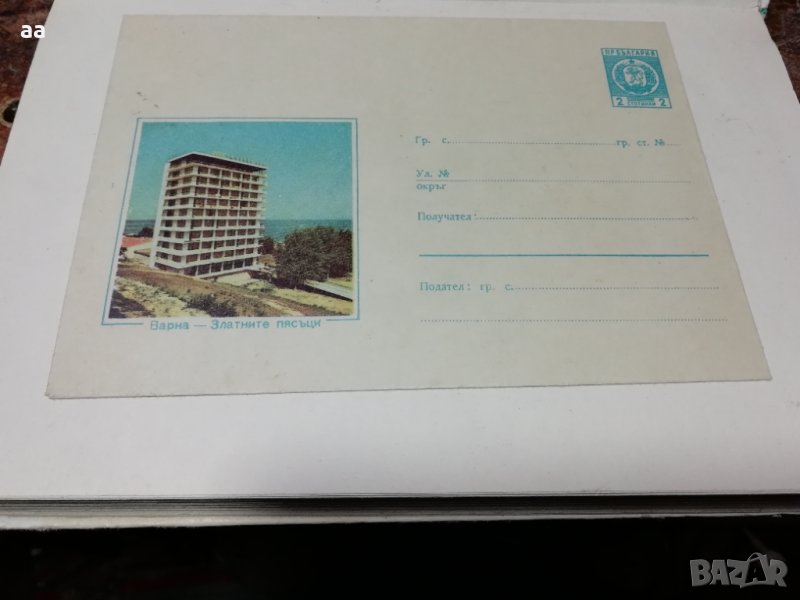 aa
НР БЪЛГАРИЯ
2 СТОТИНКИ 2
Гр. с. гр. ст. №
Ул. №
окръг
Получател:
Подател: гр. с.
Варна — Златните пясъци
BAZAR